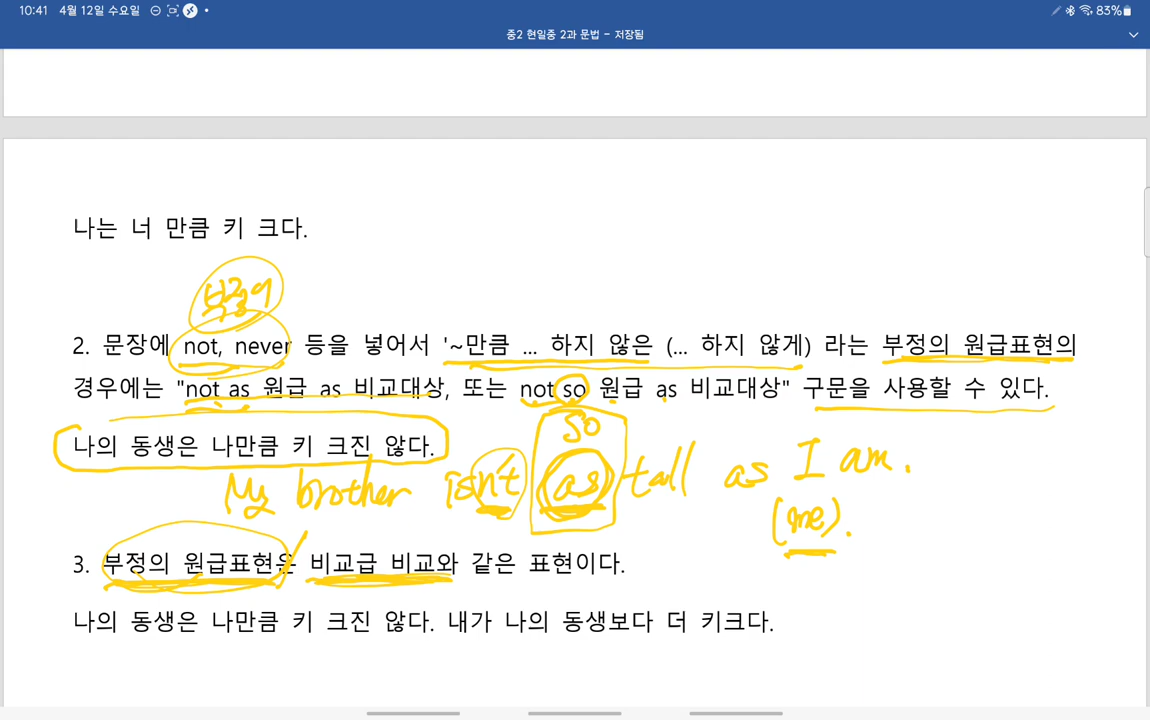 10:41 4월 12일 수요일 83%
중2 현일중 2과 문법 - 저장됨
나는 너 만큼 키 크다.
부정어
2. 문장에 not, never 등을 넣어서 '~만큼 ... 하지 않은 (... 하지 않게) 라는 부정의 원급표현의
경우에는 "not as 원급 as 비교대상, 또는 not so 원급 as 비교대상" 구문을 사용할 수 있다.
so
나의 동생은 나만큼 키 크진 않다.
My brother isn't as tall as I am.
(me).
3. 부정의 원급표현은 비교급 비교와 같은 표현이다.
나의 동생은 나만큼 키 크진 않다. 내가 나의 동생보다 더 키크다.